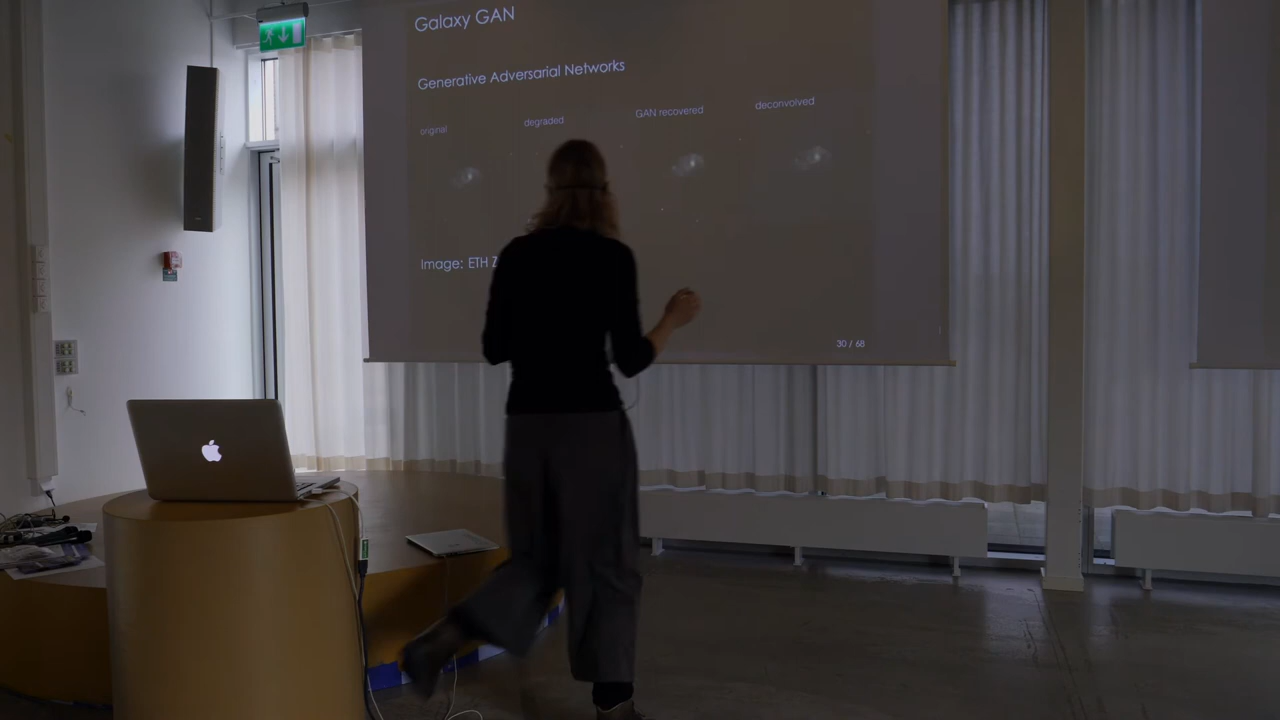 Galaxy GAN
Generative Adversarial Networks
original
degraded
GAN recovered
deconvolved
Image: ETH
30 / 68